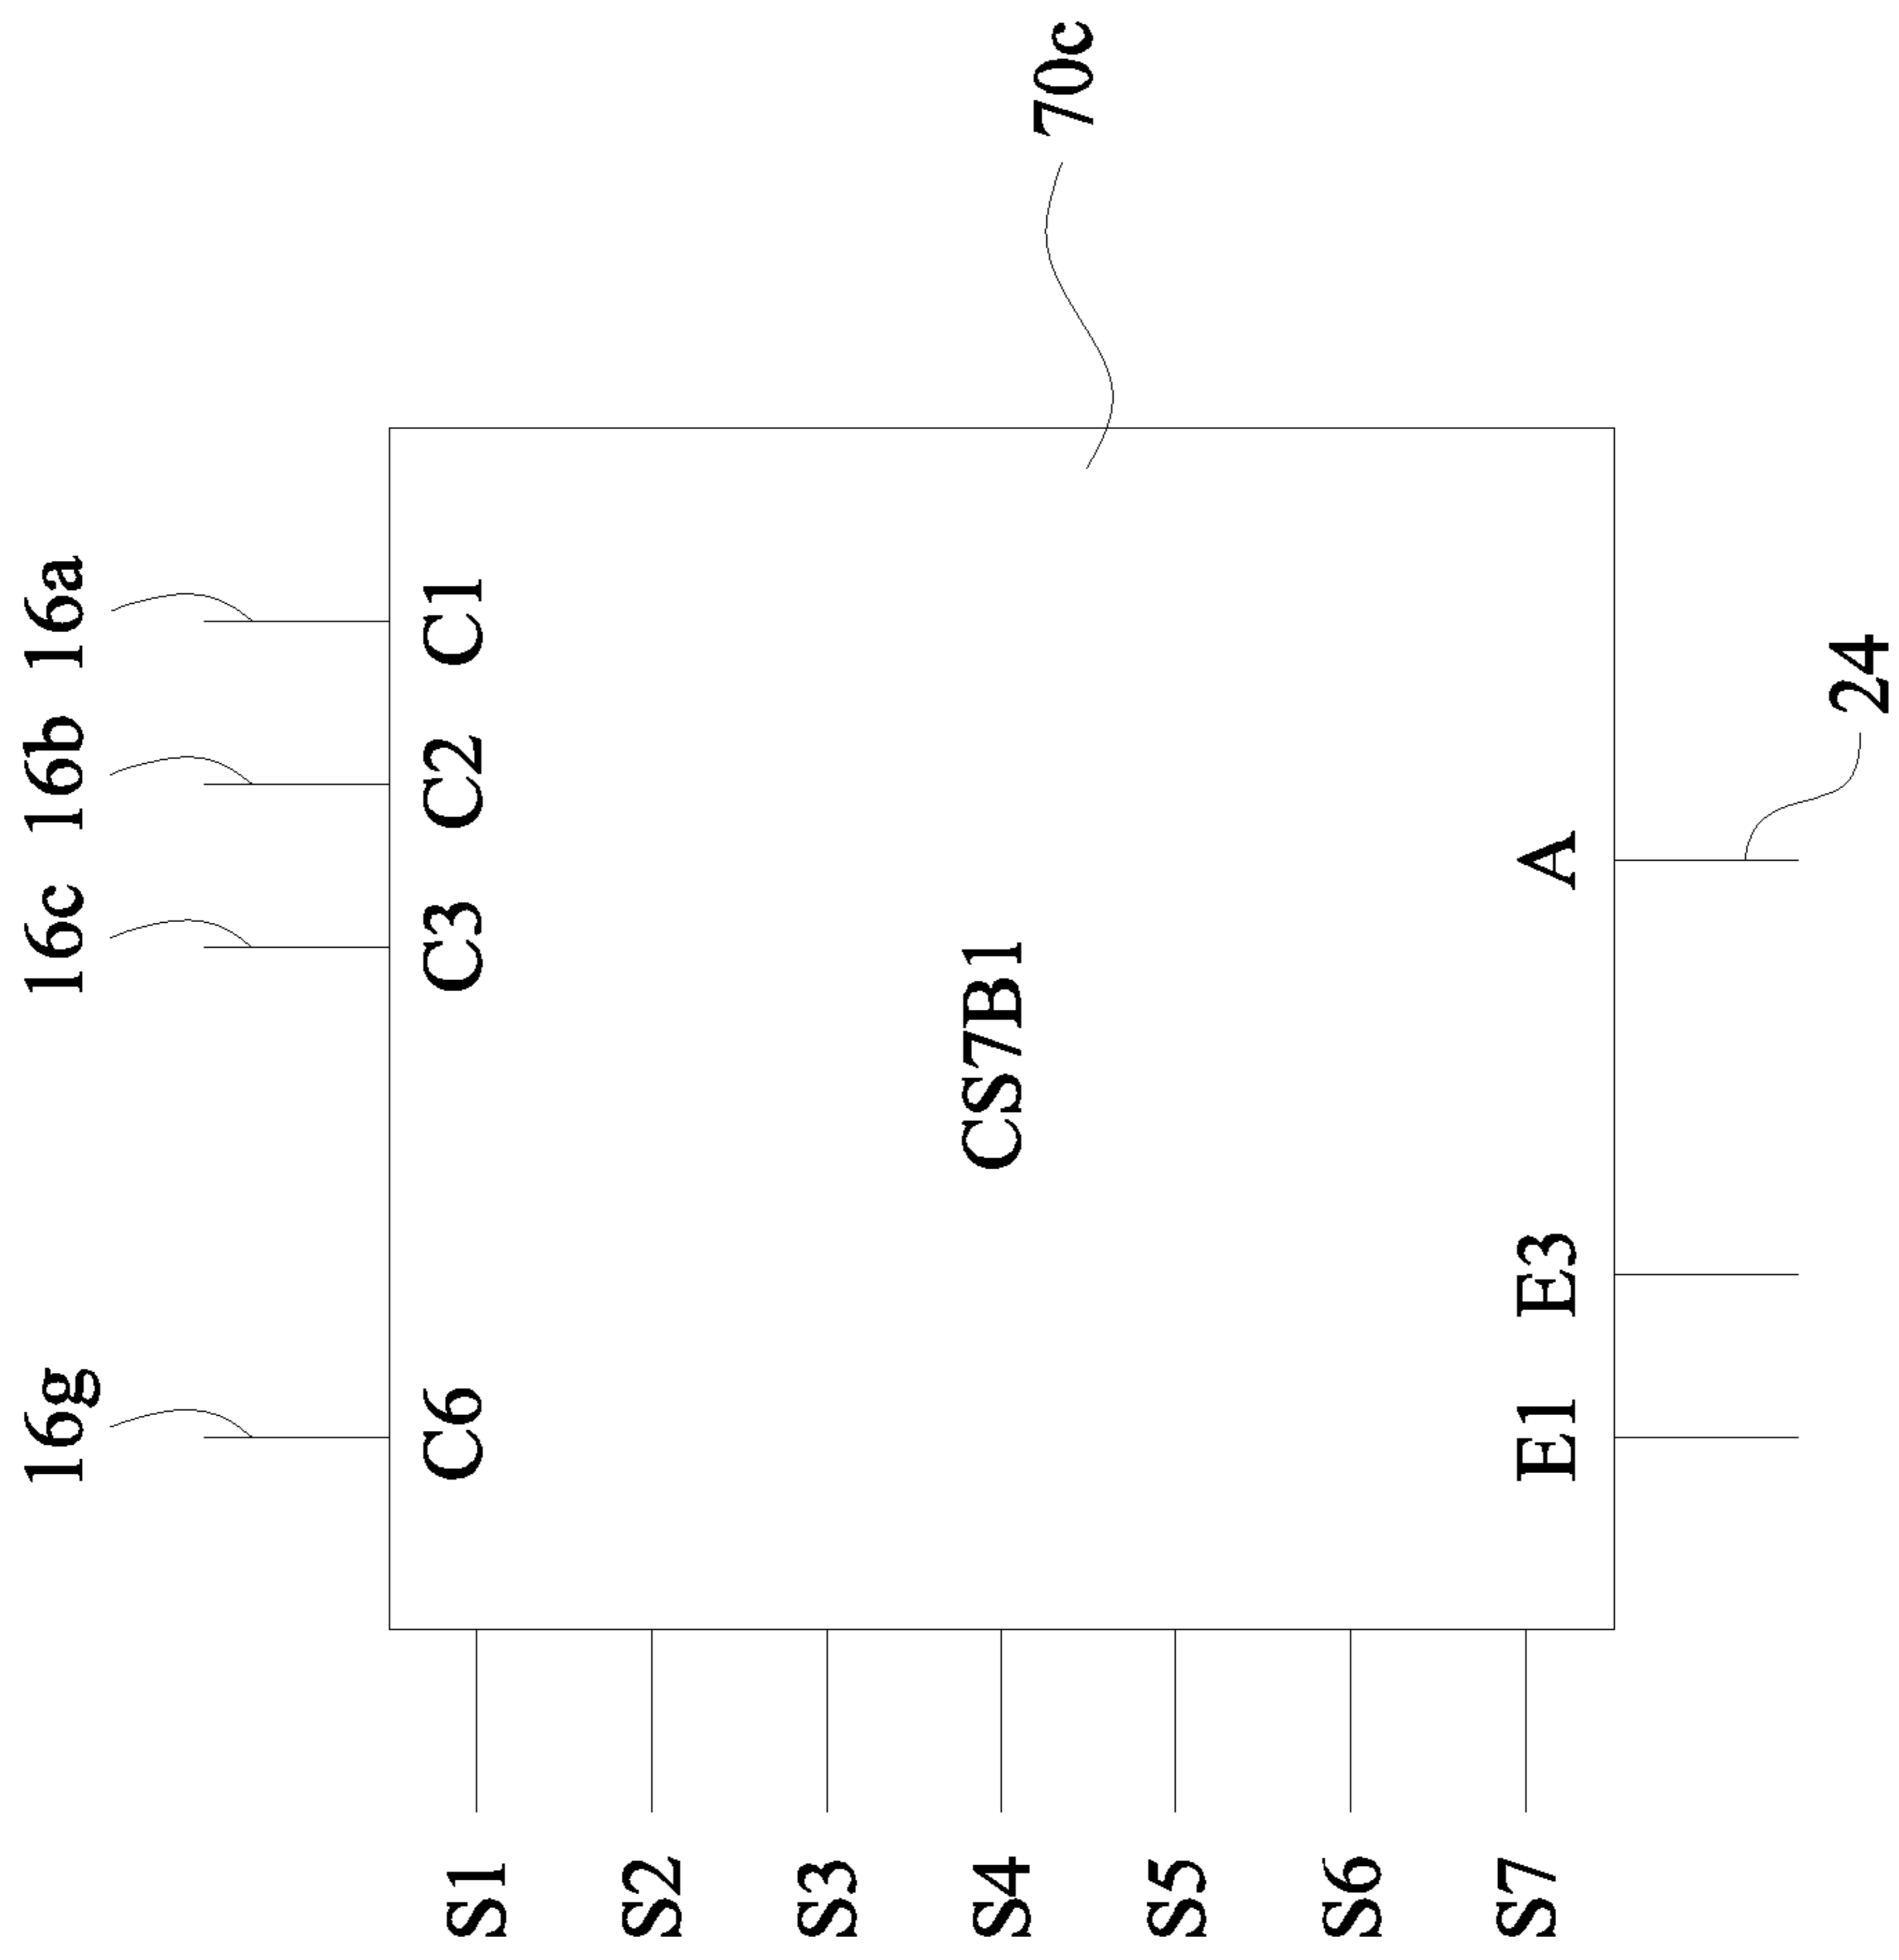 16g 16c 16b 16a
S1 C6 C3 C2 C1
S2
S3
S4 CS7B1
70c
S5
S6
S7 E1 E3 A
24